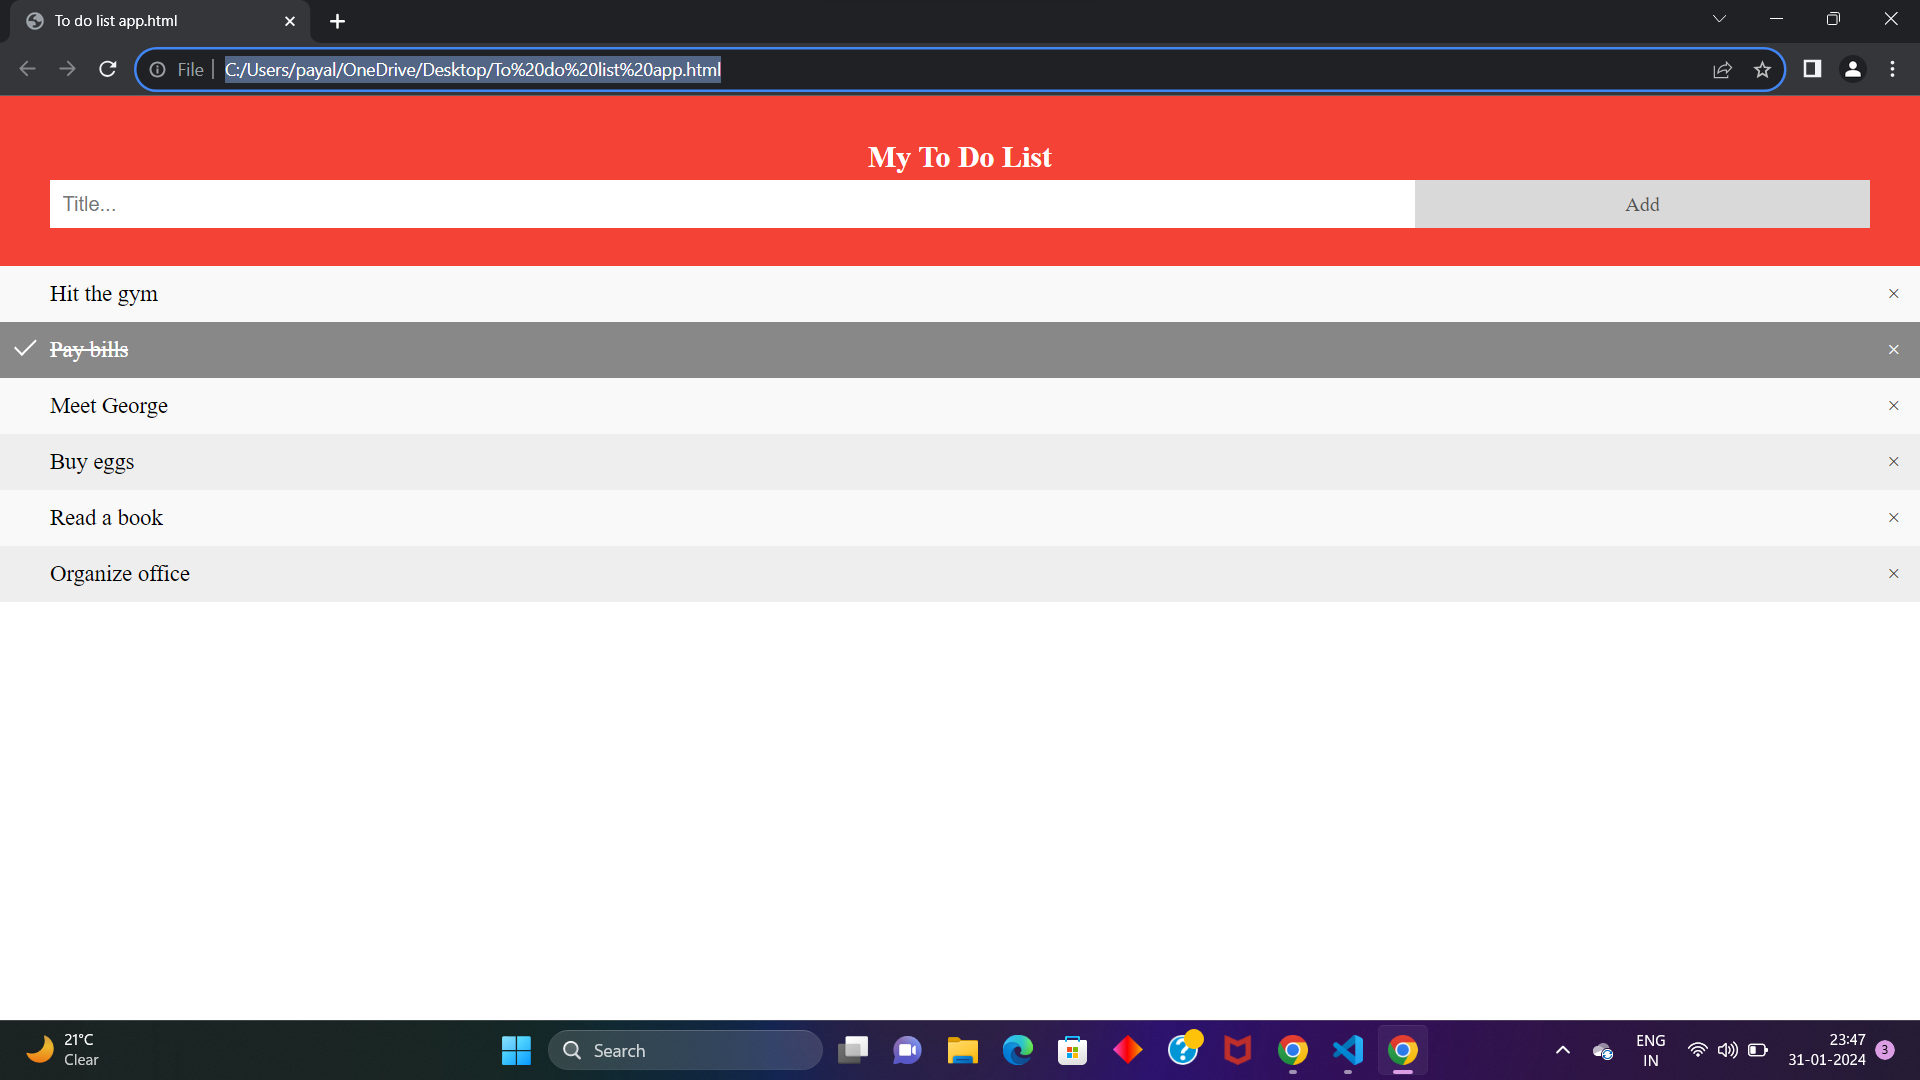 To do list app.html
File
C:/Users/payal/OneDrive/Desktop/To%20do%20list%20app.html
My To Do List
Title...
Add
Hit the gym
×
Pay bills
×
Meet George
×
Buy eggs
×
Read a book
×
Organize office
×
21°C
Clear
Search
ENG
IN
23:47
31-01-2024
3